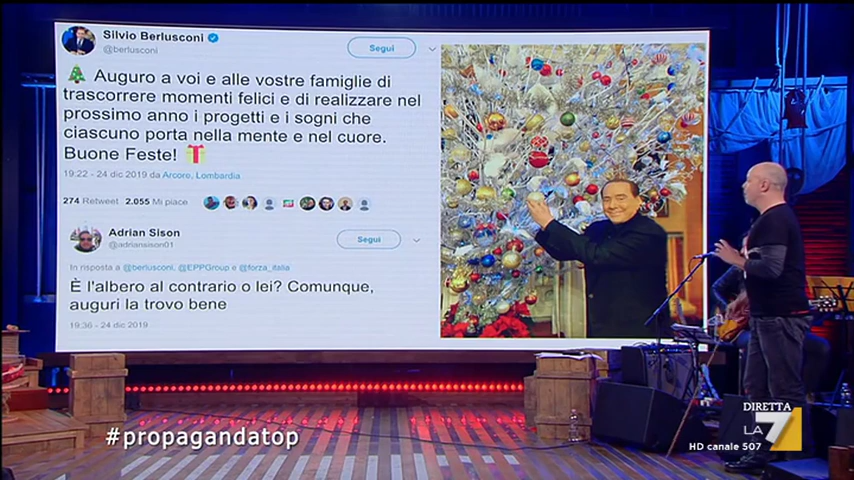 Silvio Berlusconi
@berlusconi
Segui
🎄 Auguro a voi e alle vostre famiglie di
trascorrere momenti felici e di realizzare nel
prossimo anno i progetti e i sogni che
ciascuno porta nella mente e nel cuore.
Buone Feste! 🎁
19:22 - 24 dic 2019 da Arcore, Lombardia
274 Retweet 2.055 Mi piace
Adrian Sison
@adriansison01
Segui
In risposta a @berlusconi, @EPPGroup e @forza_italia
È l'albero al contrario o lei? Comunque,
auguri la trovo bene
19:36 - 24 dic 2019
#propagandatop
DIRETTA
LA 7
HD canale 507